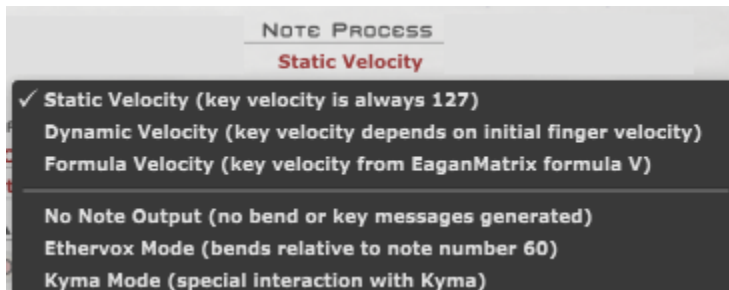 NOTE PROCESS
Static Velocity
✓ Static Velocity (key velocity is always 127)
Dynamic Velocity (key velocity depends on initial finger velocity)
Formula Velocity (key velocity from EaganMatrix formula V)
No Note Output (no bend or key messages generated)
Ethervox Mode (bends relative to note number 60)
Kyma Mode (special interaction with Kyma)